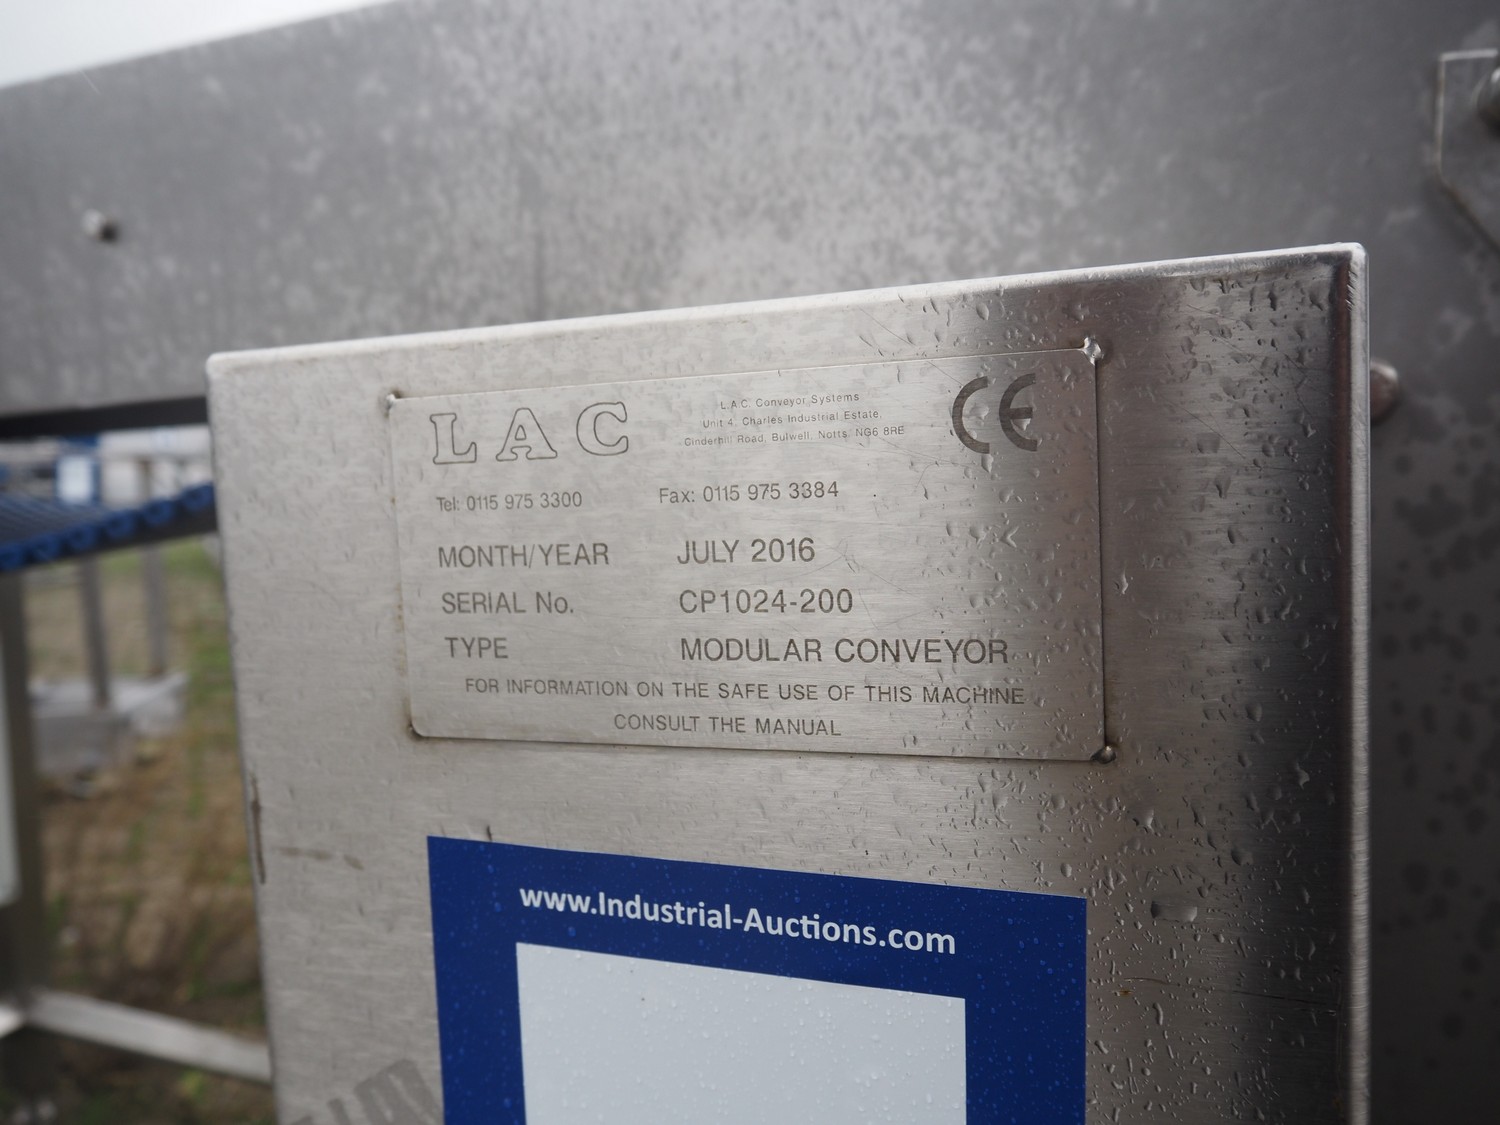 LAC
L.A.C. Conveyor Systems
Unit 4, Charles Industrial Estate,
Cinderhill Road, Bulwell, Notts. NG6 8RE
CE
Tel: 0115 975 3300 Fax: 0115 975 3384
MONTH/YEAR JULY 2016
SERIAL No. CP1024-200
TYPE MODULAR CONVEYOR
FOR INFORMATION ON THE SAFE USE OF THIS MACHINE
CONSULT THE MANUAL
www.Industrial-Auctions.com